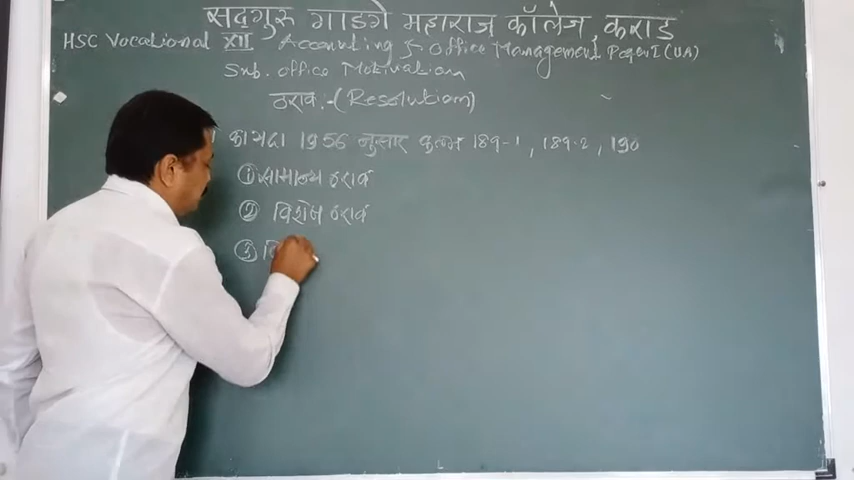 सदगुरु गाडगे महाराज कॉलेज, कराड
HSC Vocational XII Accounting & Office Management Paper I (UA)
Sub. office Motivation
ठराव :- (Resolution)
कायदा 1956 नुसार कलम 189-1, 189-2, 190
① सामान्य ठराव
② विशेष ठराव
③ वि